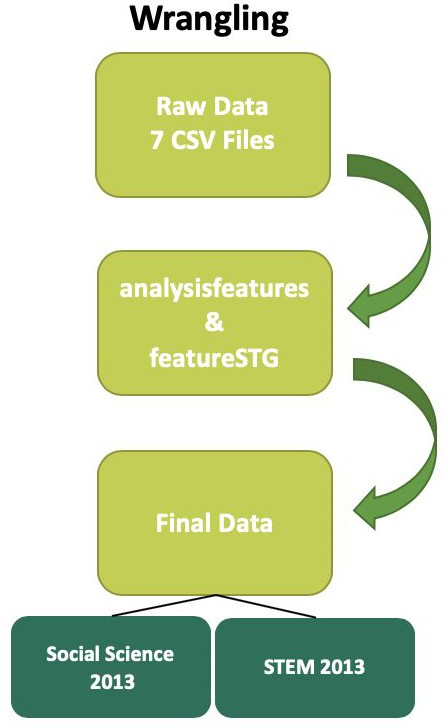 Wrangling
Raw Data
7 CSV Files
analysisfeatures
&
featureSTG
Final Data
Social Science
2013
STEM 2013